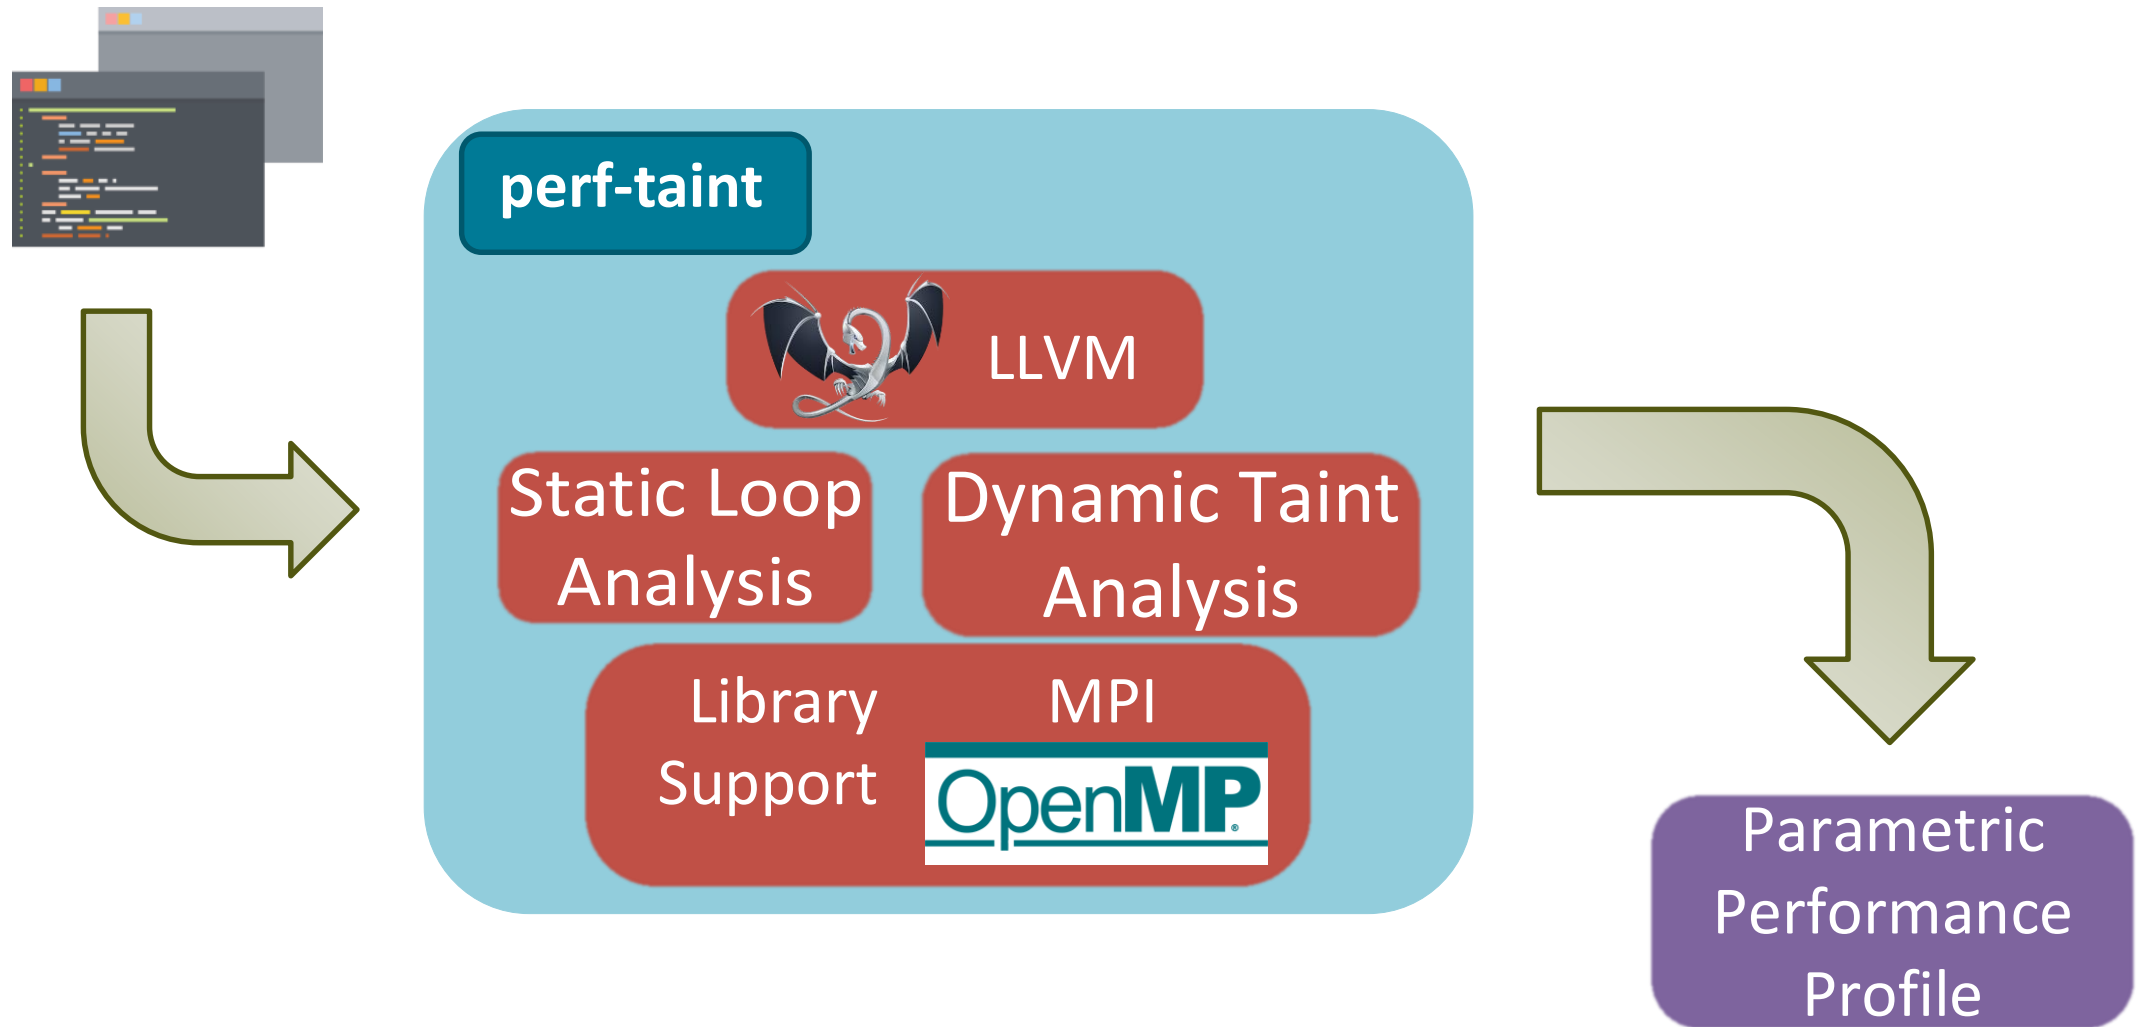 perf-taint
LLVM
Static Loop
Analysis
Dynamic Taint
Analysis
Library
Support
MPI
OpenMP®
Parametric
Performance
Profile